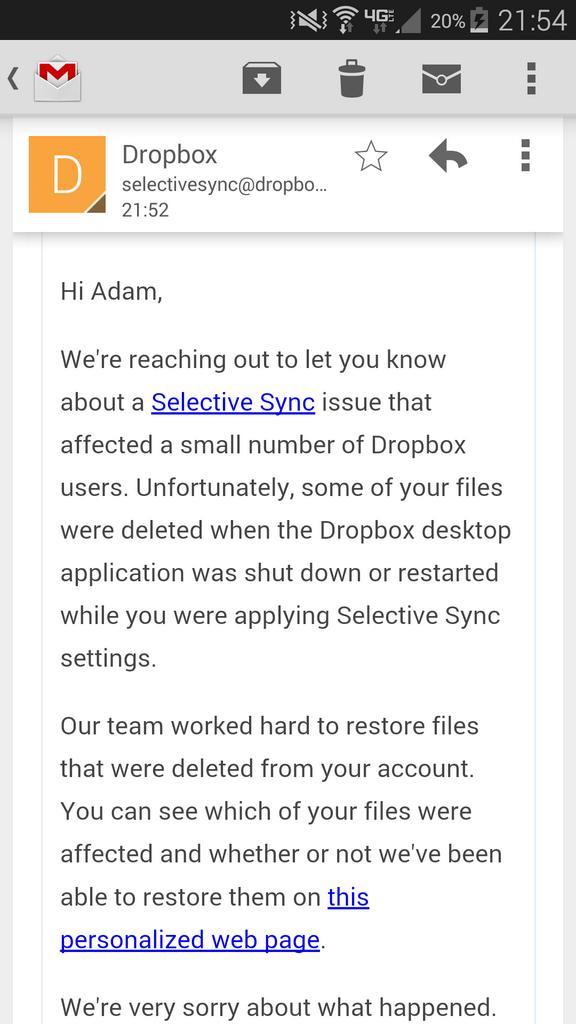 4G LTE 20% 21:54
D
Dropbox
selectivesync@dropbo...
21:52
Hi Adam,
We're reaching out to let you know
about a Selective Sync issue that
affected a small number of Dropbox
users. Unfortunately, some of your files
were deleted when the Dropbox desktop
application was shut down or restarted
while you were applying Selective Sync
settings.
Our team worked hard to restore files
that were deleted from your account.
You can see which of your files were
affected and whether or not we've been
able to restore them on this
personalized web page.
We're very sorry about what happened.